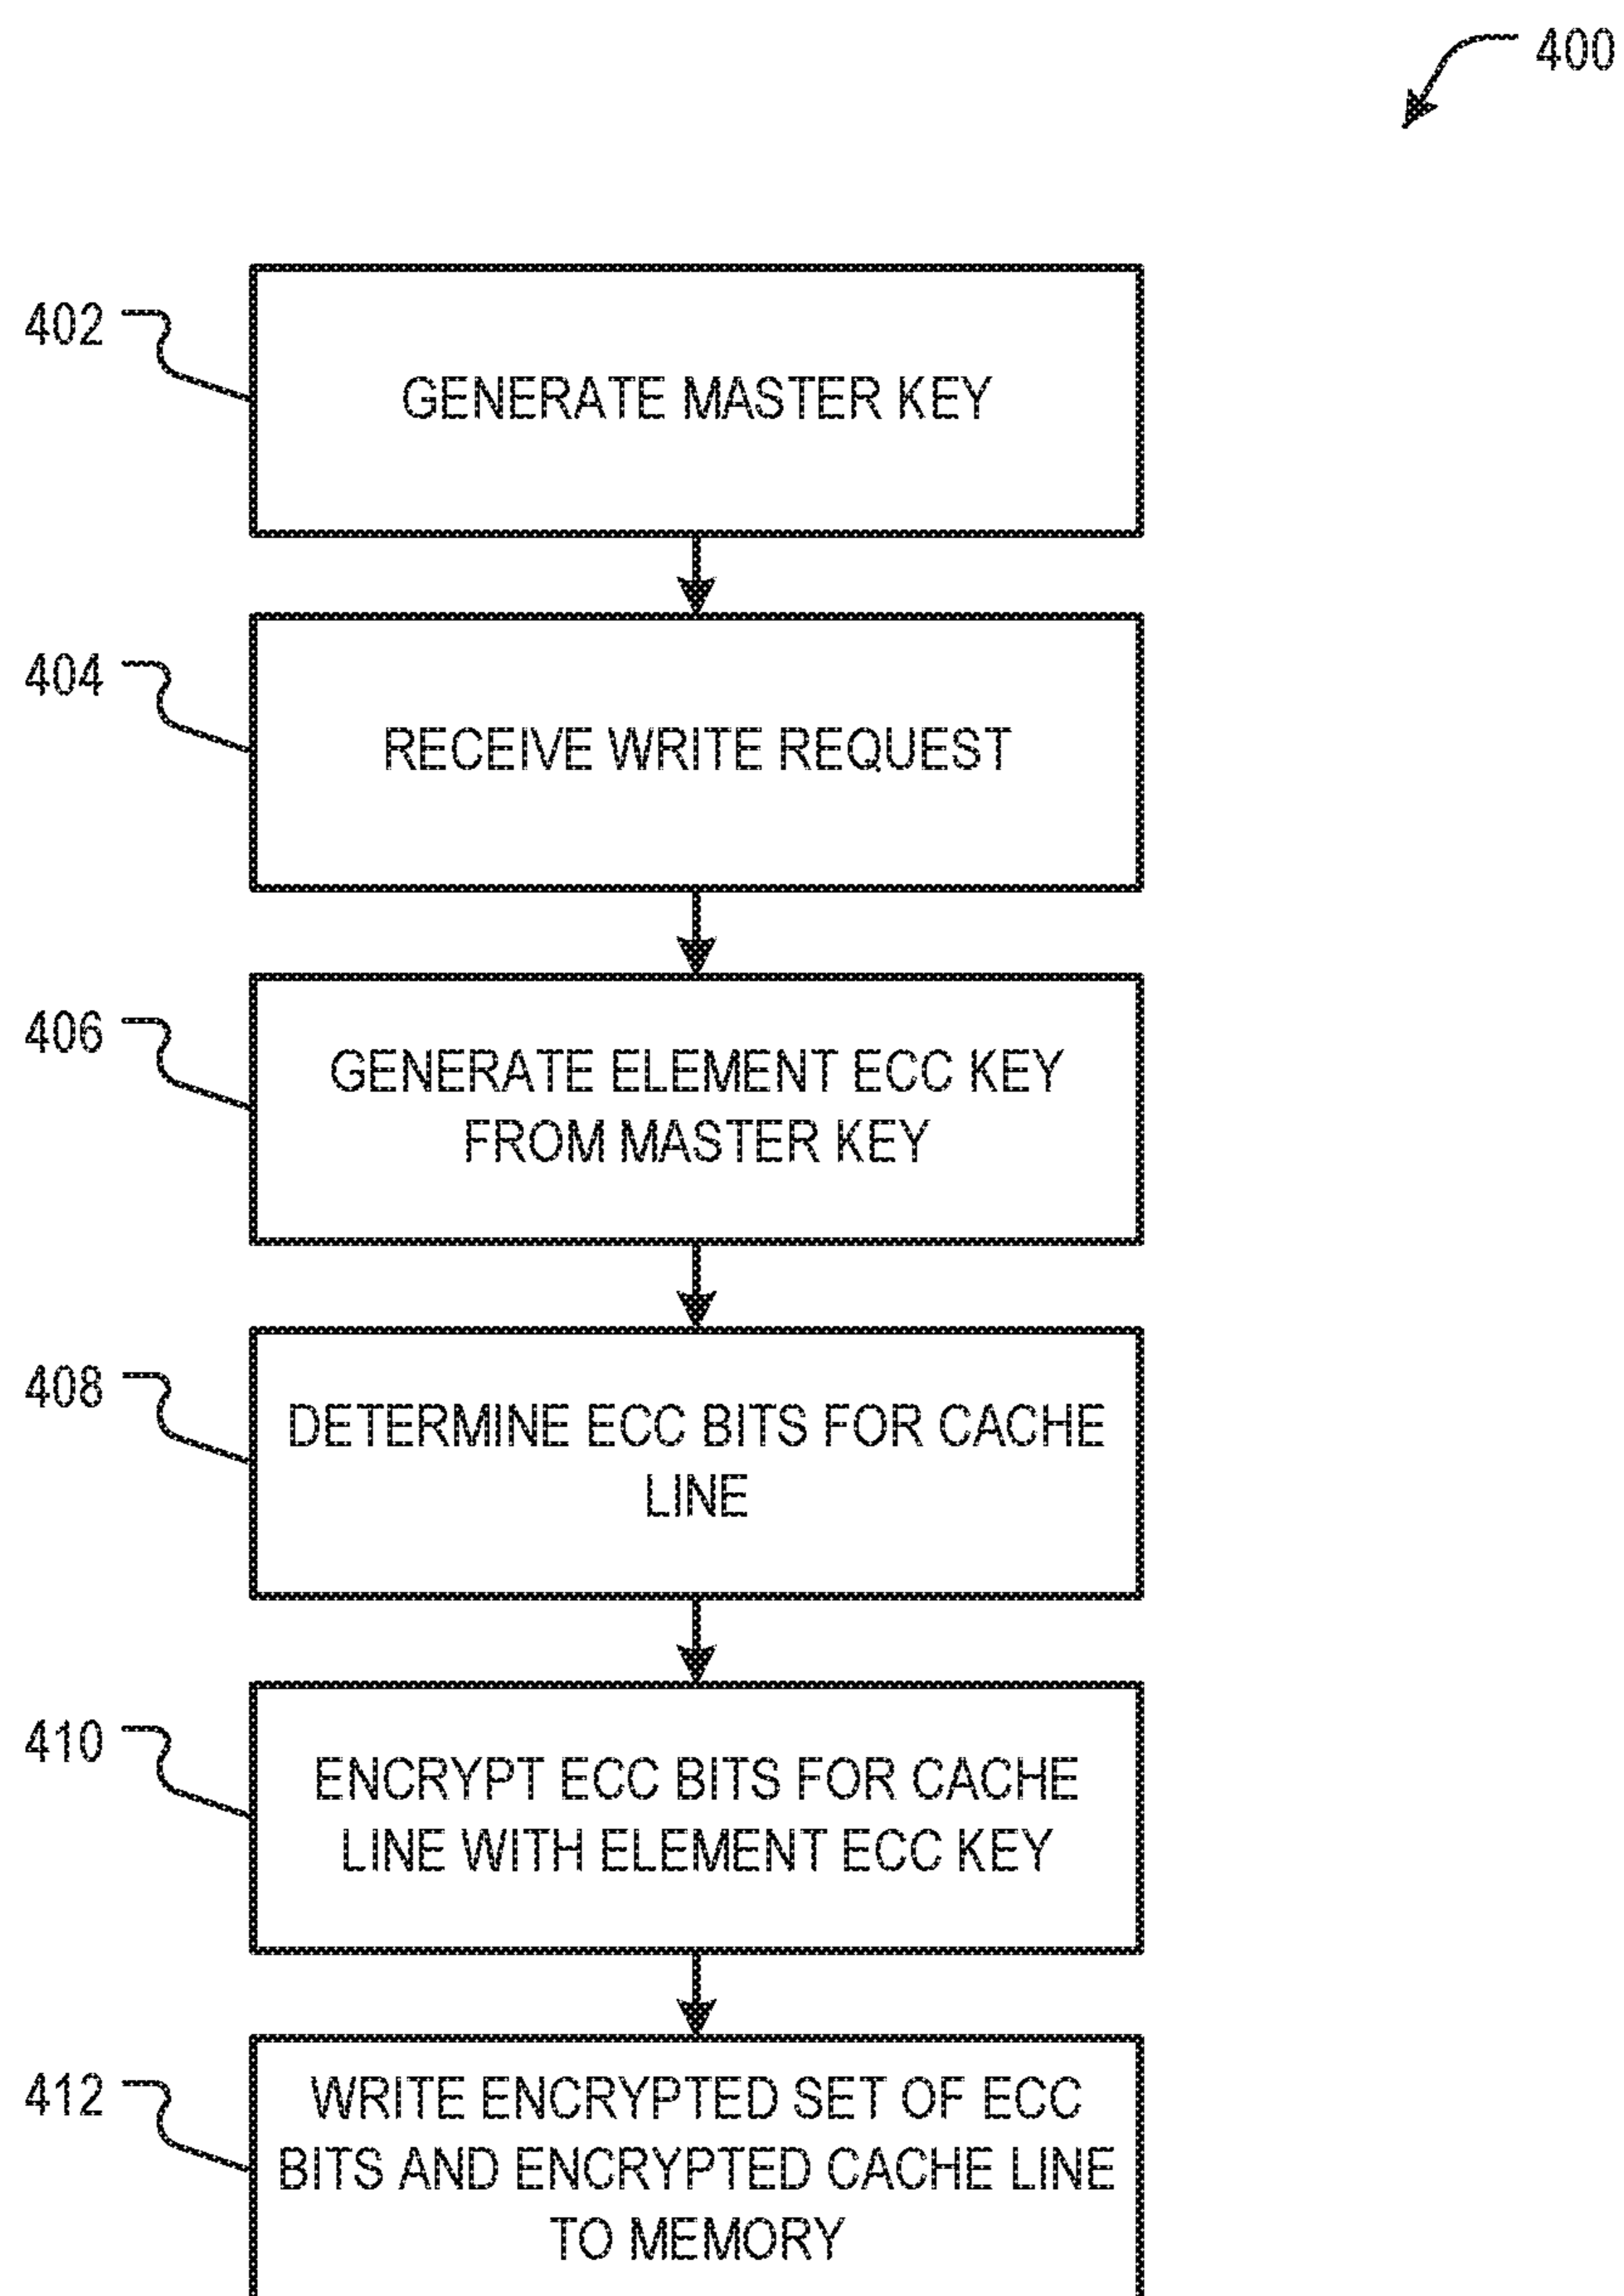 400
402
GENERATE MASTER KEY
404
RECEIVE WRITE REQUEST
406
GENERATE ELEMENT ECC KEY
FROM MASTER KEY
408
DETERMINE ECC BITS FOR CACHE
LINE
410
ENCRYPT ECC BITS FOR CACHE
LINE WITH ELEMENT ECC KEY
412
WRITE ENCRYPTED SET OF ECC
BITS AND ENCRYPTED CACHE LINE
TO MEMORY